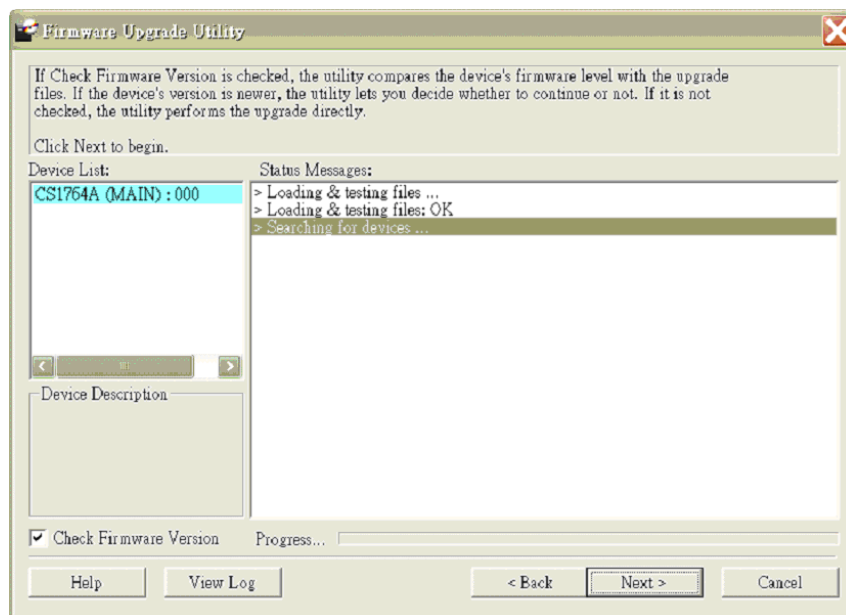 Firmware Upgrade Utility
If Check Firmware Version is checked, the utility compares the device's firmware level with the upgrade
files. If the device's version is newer, the utility lets you decide whether to continue or not. If it is not
checked, the utility performs the upgrade directly.
Click Next to begin.
Device List:
Status Messages:
CS1764A (MAIN) : 000
> Loading & testing files ...
> Loading & testing files: OK
> Searching for devices ...
Device Description
Check Firmware Version
Progress...
Help
View Log
< Back
Next >
Cancel